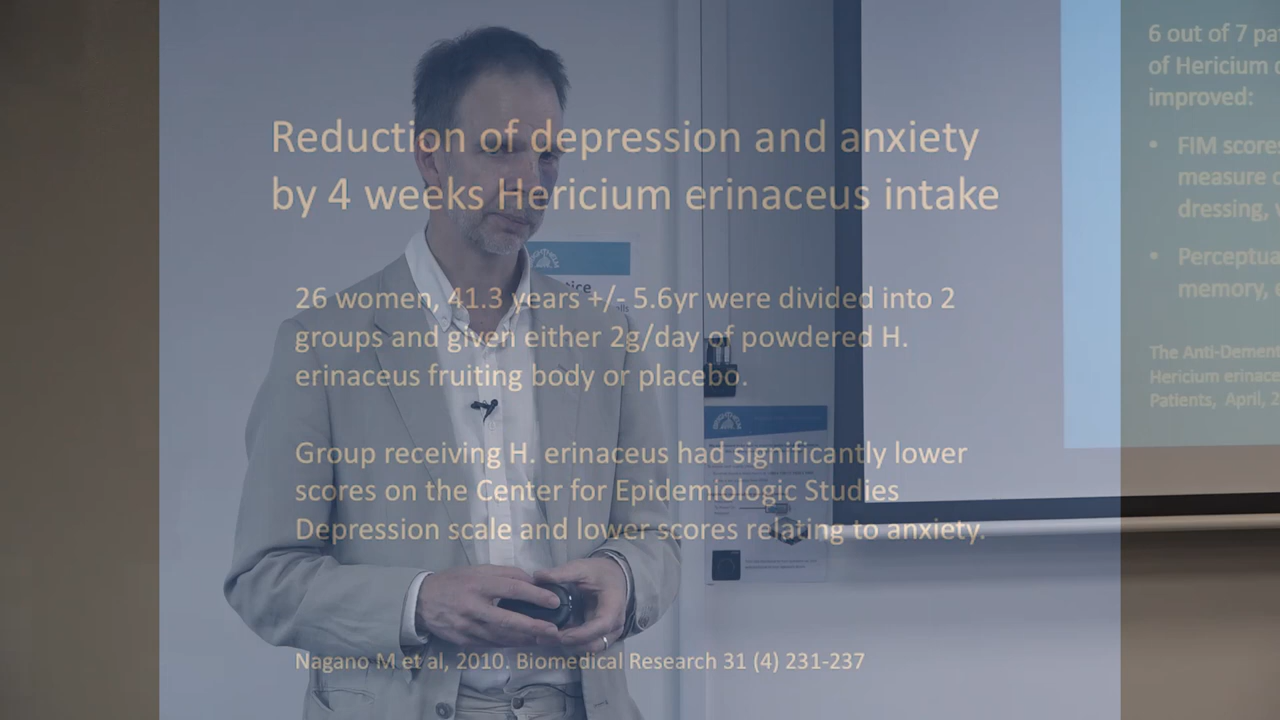 Reduction of depression and anxiety
by 4 weeks Hericium erinaceus intake
26 women, 41.3 years +/- 5.6yr were divided into 2
groups and given either 2g/day of powdered H.
erinaceus fruiting body or placebo.
Group receiving H. erinaceus had significantly lower
scores on the Center for Epidemiologic Studies
Depression scale and lower scores relating to anxiety.
Nagano M et al, 2010. Biomedical Research 31 (4) 231-237
6 out of 7 pa
of Hericium
improved:
• FIM scores
measure
dressing,
• Perceptua
memory,
The Anti-Dement
Hericium erinace
Patients, April, 2